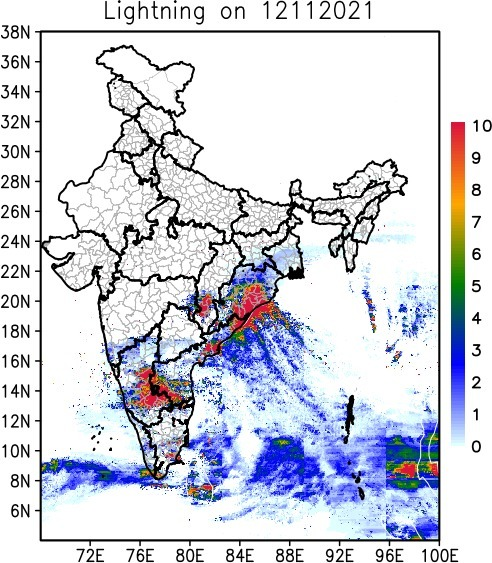 Lightning on 12112021
38N
36N
34N
32N
30N
28N
26N
24N
22N
20N
18N
16N
14N
12N
10N
8N
6N
72E 76E 80E 84E 88E 92E 96E 100E
10
9
8
7
6
5
4
3
2
1
0